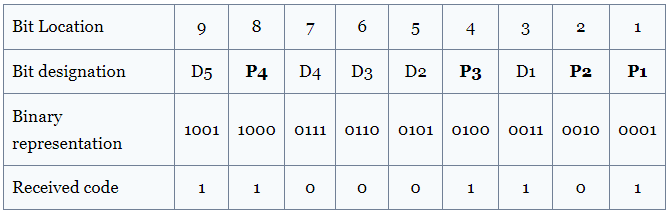 Bit Location 9 8 7 6 5 4 3 2 1
Bit designation D5 P4 D4 D3 D2 P3 D1 P2 P1
Binary
representation 1001 1000 0111 0110 0101 0100 0011 0010 0001
Received code 1 1 0 0 0 1 1 0 1